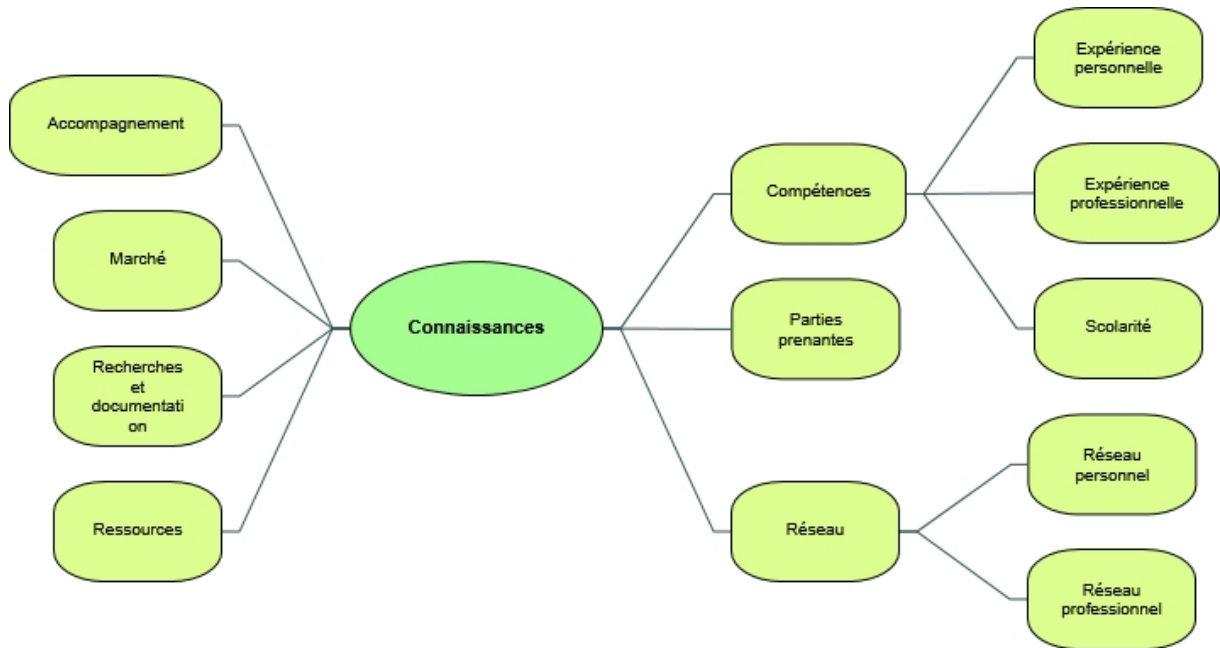 Accompagnement
Marché
Recherches
et
documentati
on
Ressources
Connaissances
Compétences
Parties
prenantes
Réseau
Expérience
personnelle
Expérience
professionnelle
Scolarité
Réseau
personnel
Réseau
professionnel